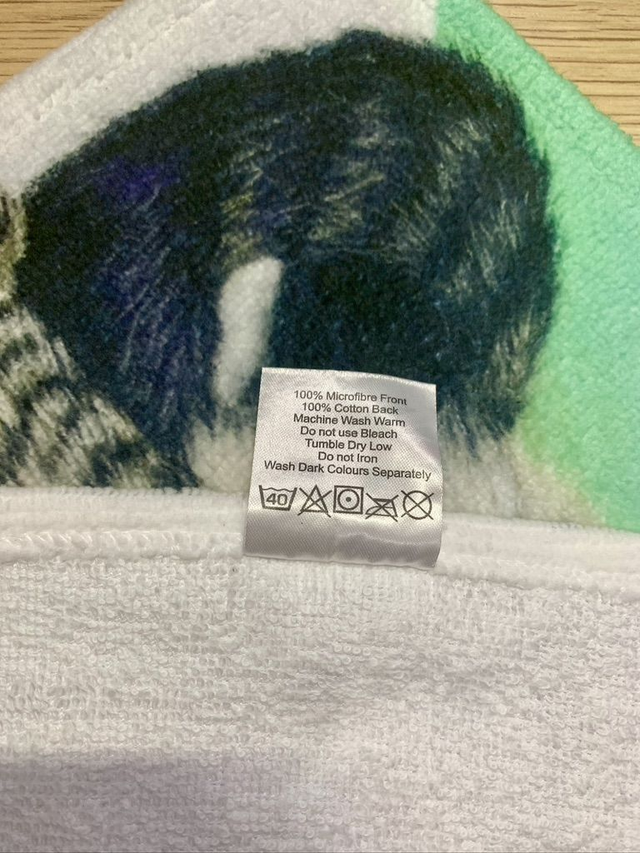 100% Microfibre Front
100% Cotton Back
Machine Wash Warm
Do not use Bleach
Tumble Dry Low
Do not Iron
Wash Dark Colours Separately
40